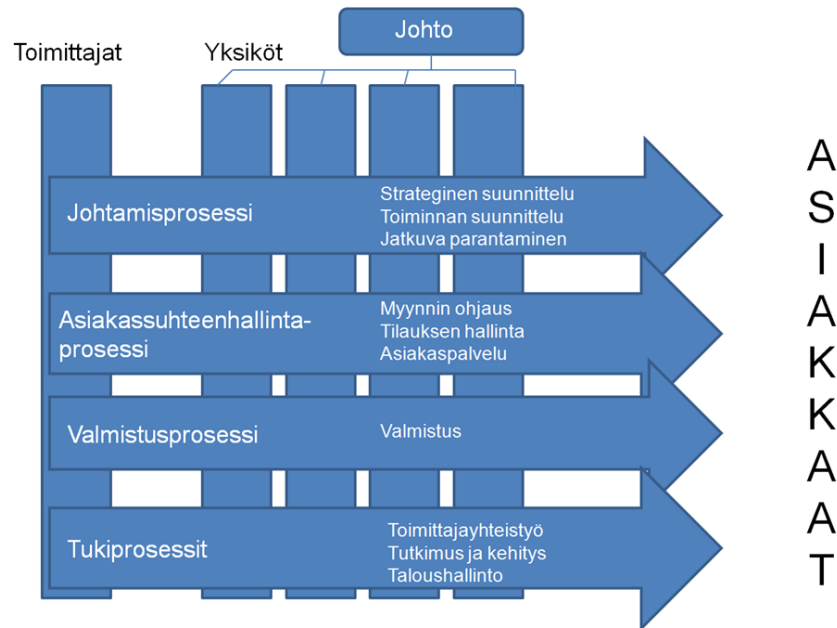 Johto
Toimittajat
Yksiköt
Johtamisprosessi
Strateginen suunnittelu
Toiminnan suunnittelu
Jatkuva parantaminen
Asiakassuhteenhallinta-
prosessi
Myynnin ohjaus
Tilauksen hallinta
Asiakaspalvelu
Valmistusprosessi
Valmistus
Tukiprosessit
Toimittajayhteistyö
Tutkimus ja kehitys
Taloushallinto
ASIAKKAAT